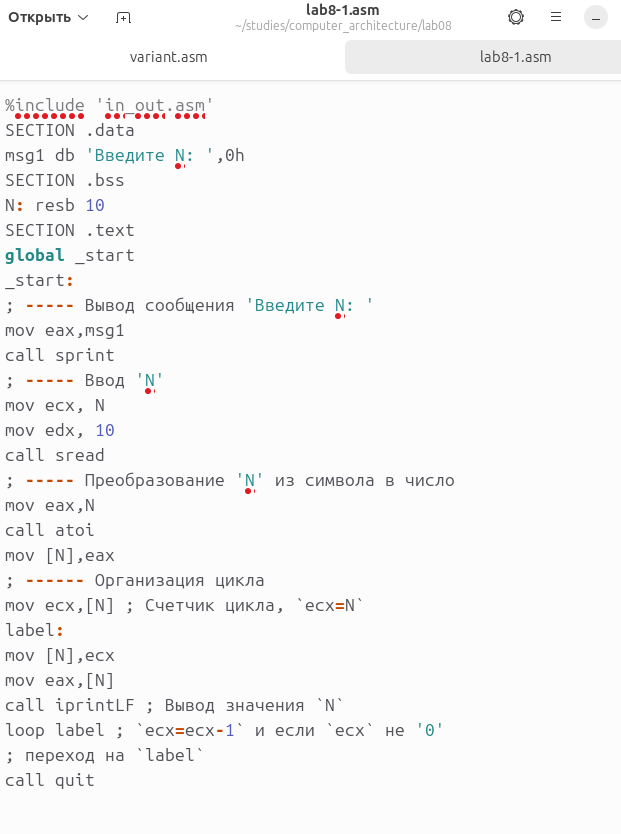 Открыть
lab8-1.asm
~/studies/computer_architecture/lab08
variant.asm
lab8-1.asm
%include 'in_out.asm'
SECTION .data
msg1 db 'Введите N: ',0h
SECTION .bss
N: resb 10
SECTION .text
global _start
_start:
; ----- Вывод сообщения 'Введите N: '
mov eax,msg1
call sprint
; ----- Ввод 'N'
mov ecx, N
mov edx, 10
call sread
; ----- Преобразование 'N' из символа в число
mov eax,N
call atoi
mov [N],eax
; ------ Организация цикла
mov ecx,[N] ; Счетчик цикла, `ecx=N`
label:
mov [N],ecx
mov eax,[N]
call iprintLF ; Вывод значения `N`
loop label ; `ecx=ecx-1` и если `ecx` не '0'
; переход на `label`
call quit